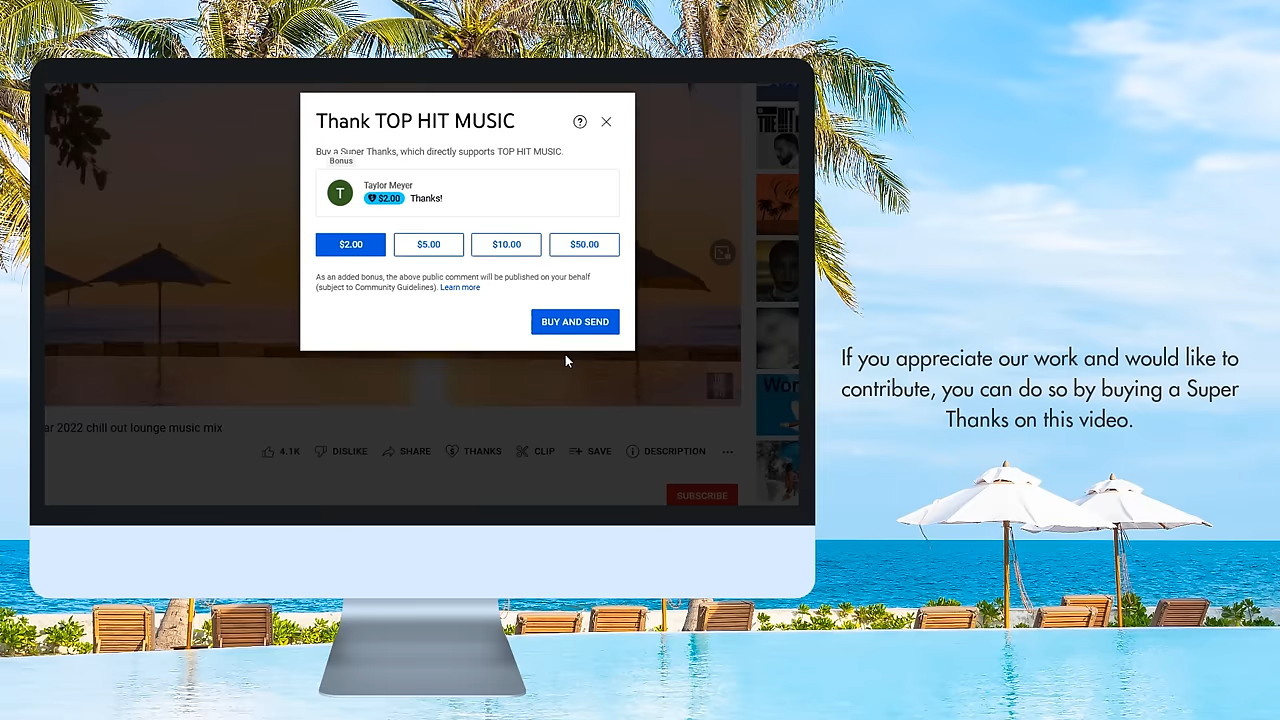 Thank TOP HIT MUSIC
Buy a Super Thanks, which directly supports TOP HIT MUSIC.
Bonus
T
Taylor Meyer
$2.00 Thanks!
$2.00 $5.00 $10.00 $50.00
As an added bonus, the above public comment will be published on your behalf
(subject to Community Guidelines). Learn more
BUY AND SEND
ar 2022 chill out lounge music mix
4.1K DISLIKE SHARE THANKS CLIP SAVE DESCRIPTION
SUBSCRIBE
If you appreciate our work and would like to
contribute, you can do so by buying a Super
Thanks on this video.